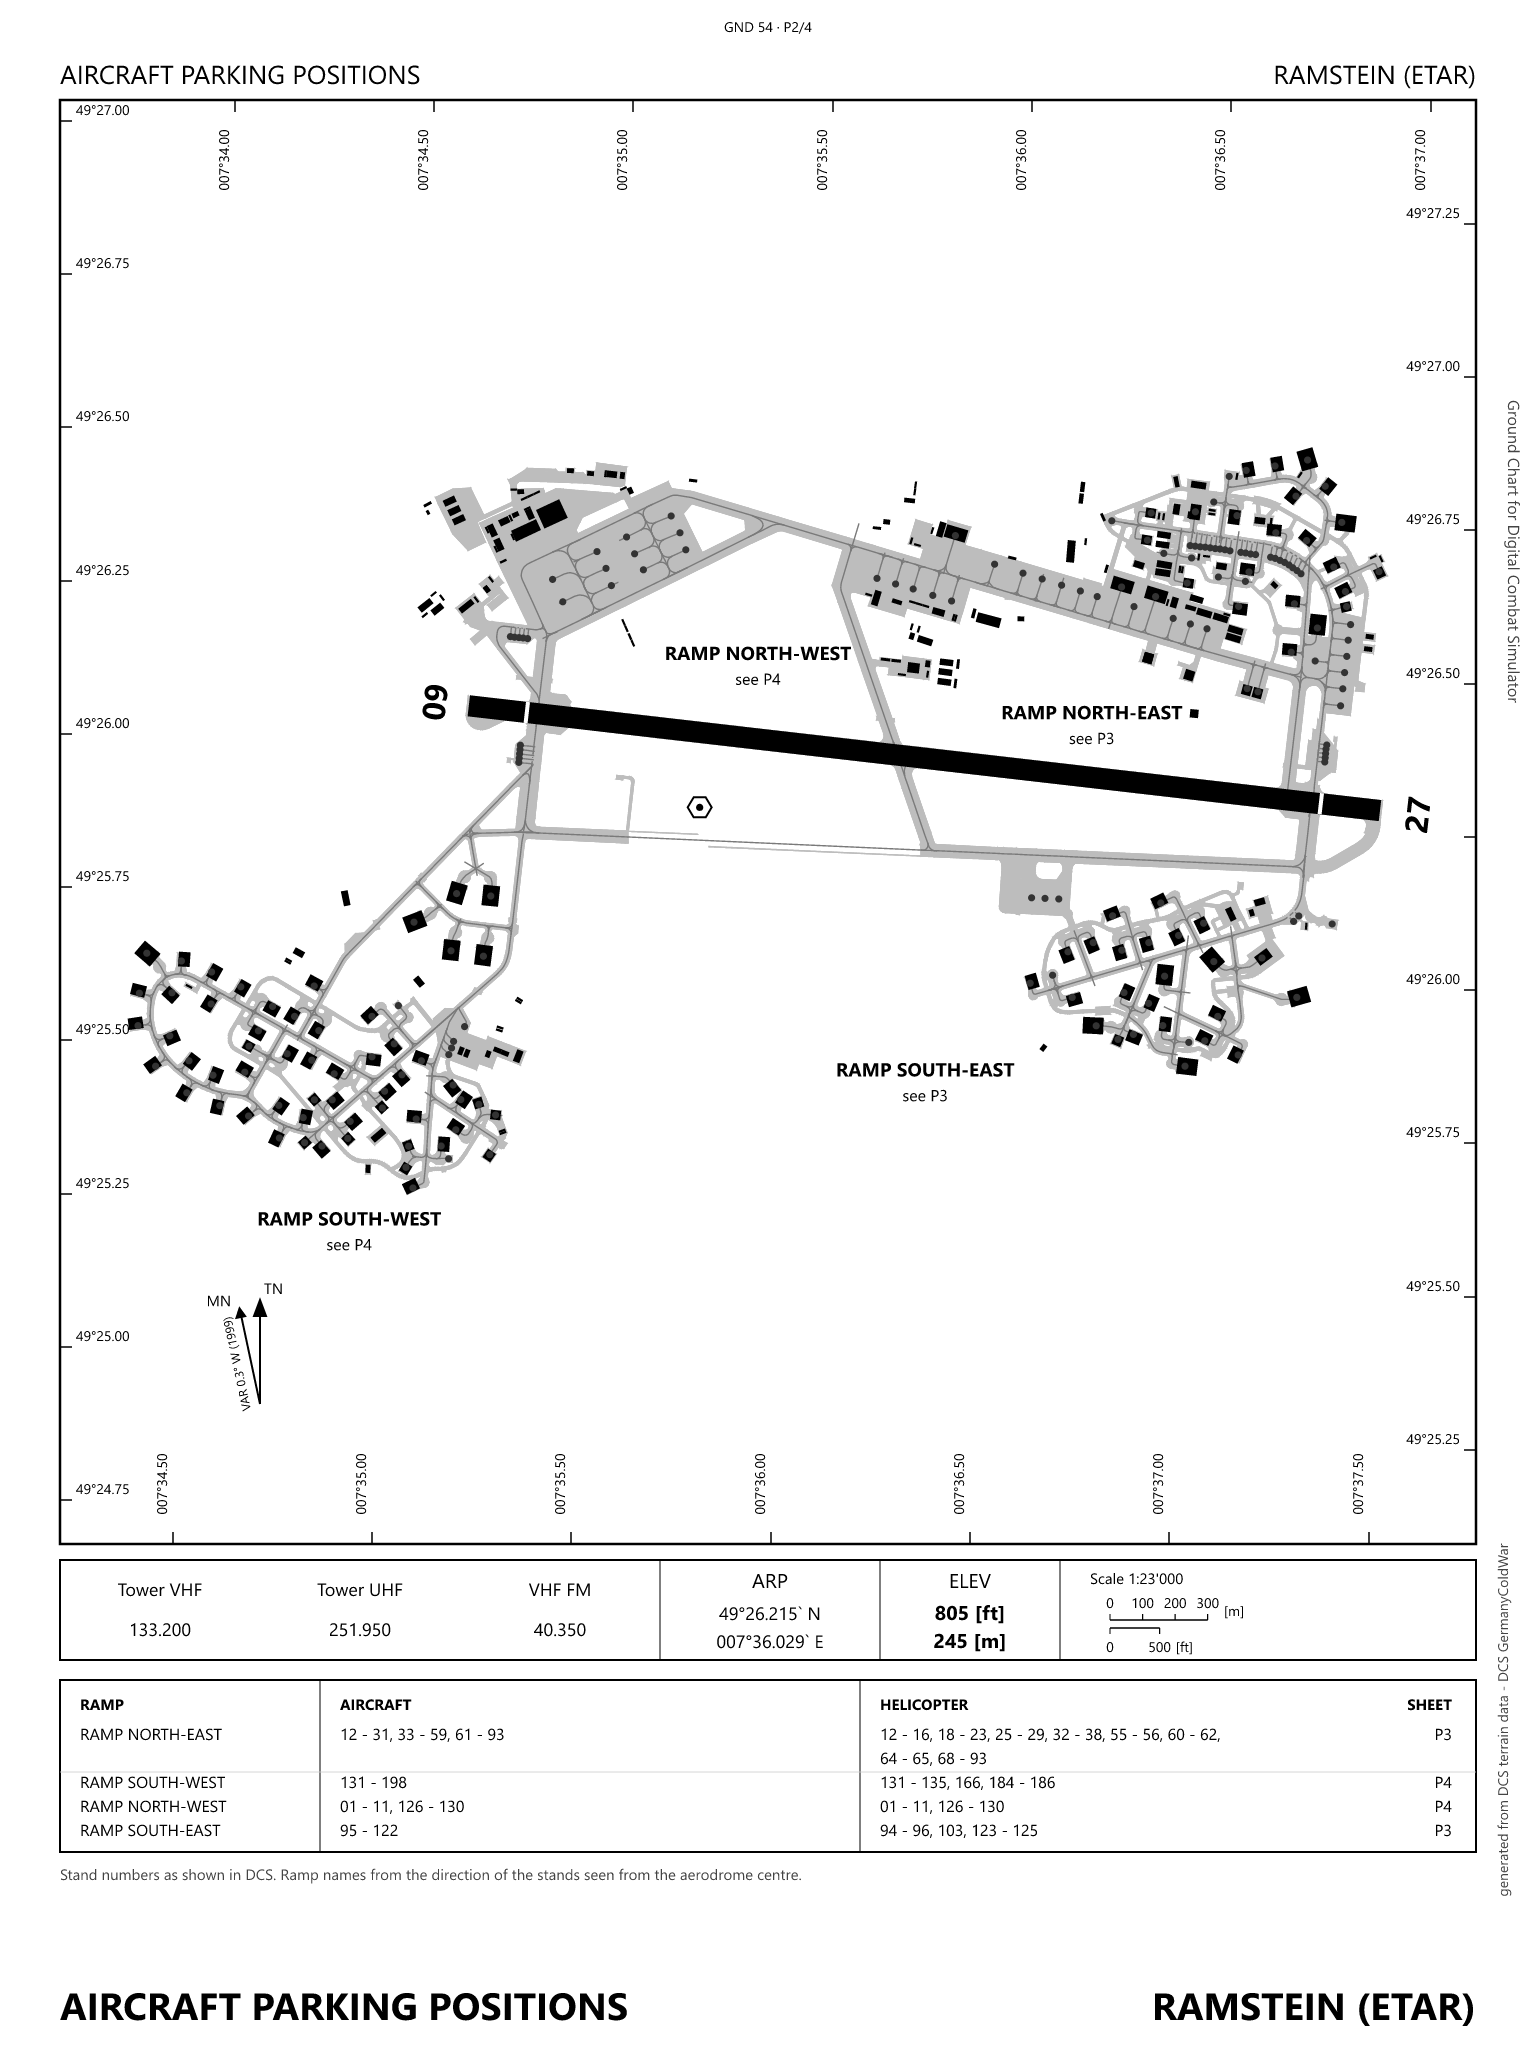 GND 54 · P2/4
AIRCRAFT PARKING POSITIONS
RAMSTEIN (ETAR)
49°27.00
007°34.00
007°34.50
007°35.00
007°35.50
007°36.00
007°36.50
007°37.00
49°27.25
49°26.75
49°27.00
49°26.50
49°26.75
49°26.25
49°26.50
49°26.00
49°25.75
49°26.00
49°25.50
49°25.75
49°25.25
49°25.50
49°25.00
49°25.25
49°24.75
RAMP NORTH-WEST
see P4
RAMP NORTH-EAST
see P3
09
27
RAMP SOUTH-EAST
see P3
RAMP SOUTH-WEST
see P4
MN
TN
VAR 0.3° W (1999)
007°34.50
007°35.00
007°35.50
007°36.00
007°36.50
007°37.00
007°37.50
Ground Chart for Digital Combat Simulator
generated from DCS terrain data - DCS GermanyColdWar
Tower VHF
133.200
Tower UHF
251.950
VHF FM
40.350
ARP
49°26.215` N
007°36.029` E
ELEV
805 [ft]
245 [m]
Scale 1:23'000
0 100 200 300 [m]
0 500 [ft]
RAMP AIRCRAFT HELICOPTER SHEET
RAMP NORTH-EAST 12 - 31, 33 - 59, 61 - 93 12 - 16, 18 - 23, 25 - 29, 32 - 38, 55 - 56, 60 - 62, P3
64 - 65, 68 - 93
RAMP SOUTH-WEST 131 - 198 131 - 135, 166, 184 - 186 P4
RAMP NORTH-WEST 01 - 11, 126 - 130 01 - 11, 126 - 130 P4
RAMP SOUTH-EAST 95 - 122 94 - 96, 103, 123 - 125 P3
Stand numbers as shown in DCS. Ramp names from the direction of the stands seen from the aerodrome centre.
AIRCRAFT PARKING POSITIONS
RAMSTEIN (ETAR)